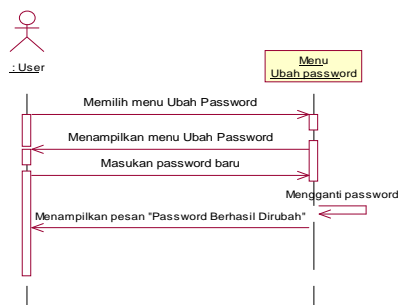 : User
Menu
Ubah password
Memilih menu Ubah Password
Menampilkan menu Ubah Password
Masukan password baru
Mengganti password
Menampilkan pesan "Password Berhasil Dirubah"